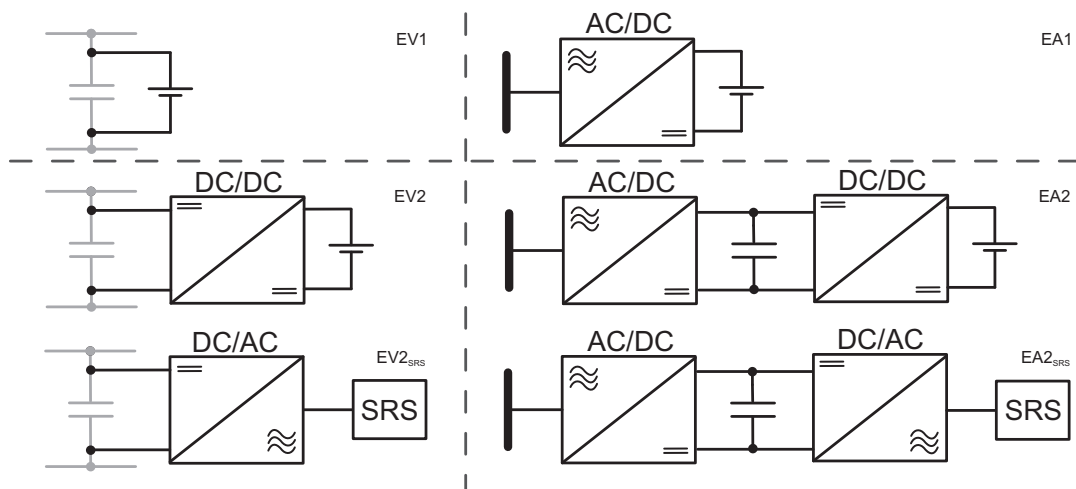 EV1
AC/DC
EA1
DC/DC
EV2
AC/DC
DC/DC
EA2
DC/AC
EV2SRS
SRS
AC/DC
DC/AC
EA2SRS
SRS